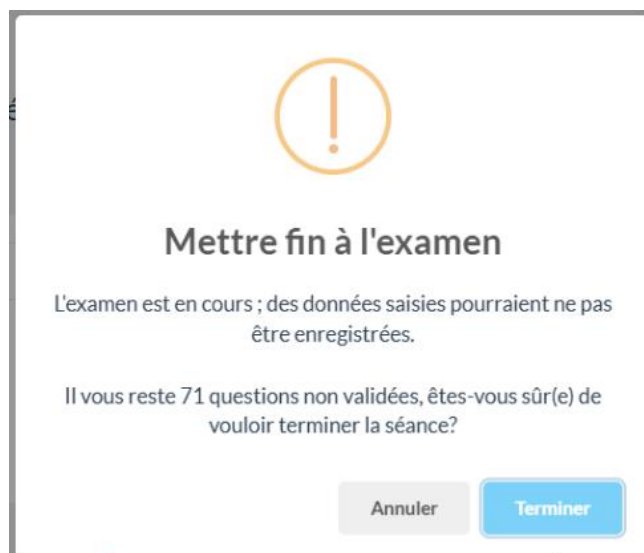 Mettre fin à l'examen
L'examen est en cours ; des données saisies pourraient ne pas
être enregistrées.
Il vous reste 71 questions non validées, êtes-vous sûr(e) de
vouloir terminer la séance?
Annuler
Terminer